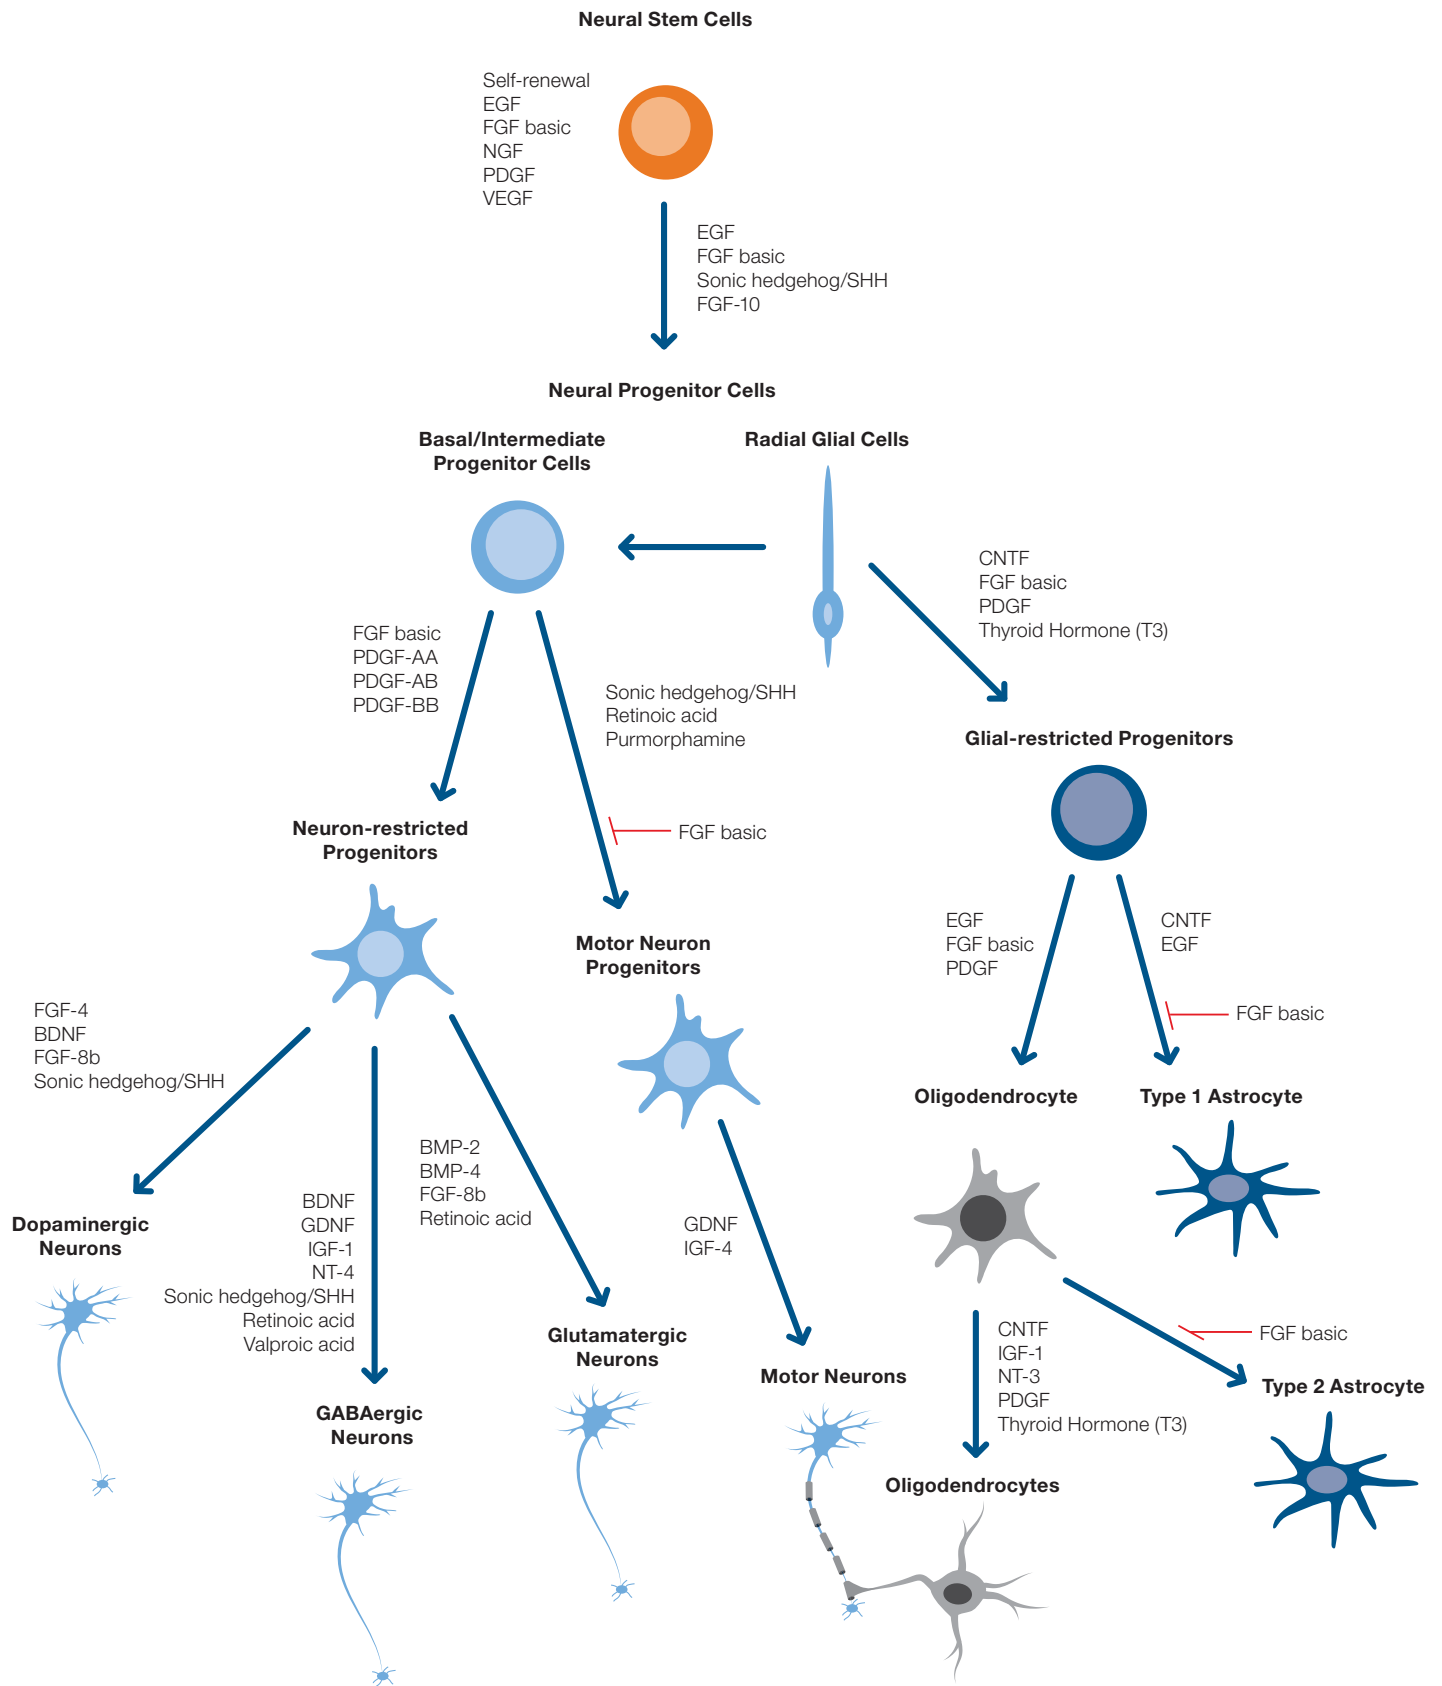 Neural Stem Cells
Self-renewal
EGF
FGF basic
NGF
PDGF
VEGF
EGF
FGF basic
Sonic hedgehog/SHH
FGF-10
Neural Progenitor Cells
Basal/Intermediate
Progenitor Cells
Radial Glial Cells
CNTF
FGF basic
PDGF
Thyroid Hormone (T3)
FGF basic
PDGF-AA
PDGF-AB
PDGF-BB
Sonic hedgehog/SHH
Retinoic acid
Purmorphamine
FGF basic
Glial-restricted Progenitors
Neuron-restricted
Progenitors
Motor Neuron
Progenitors
EGF
FGF basic
PDGF
CNTF
EGF
FGF basic
Oligodendrocyte
Type 1 Astrocyte
FGF-4
BDNF
FGF-8b
Sonic hedgehog/SHH
BDNF
GDNF
IGF-1
NT-4
Sonic hedgehog/SHH
Retinoic acid
Valproic acid
BMP-2
BMP-4
FGF-8b
Retinoic acid
GDNF
IGF-4
Dopaminergic
Neurons
GABAergic
Neurons
Glutamatergic
Neurons
Motor Neurons
CNTF
IGF-1
NT-3
PDGF
Thyroid Hormone (T3)
FGF basic
Type 2 Astrocyte
Oligodendrocytes